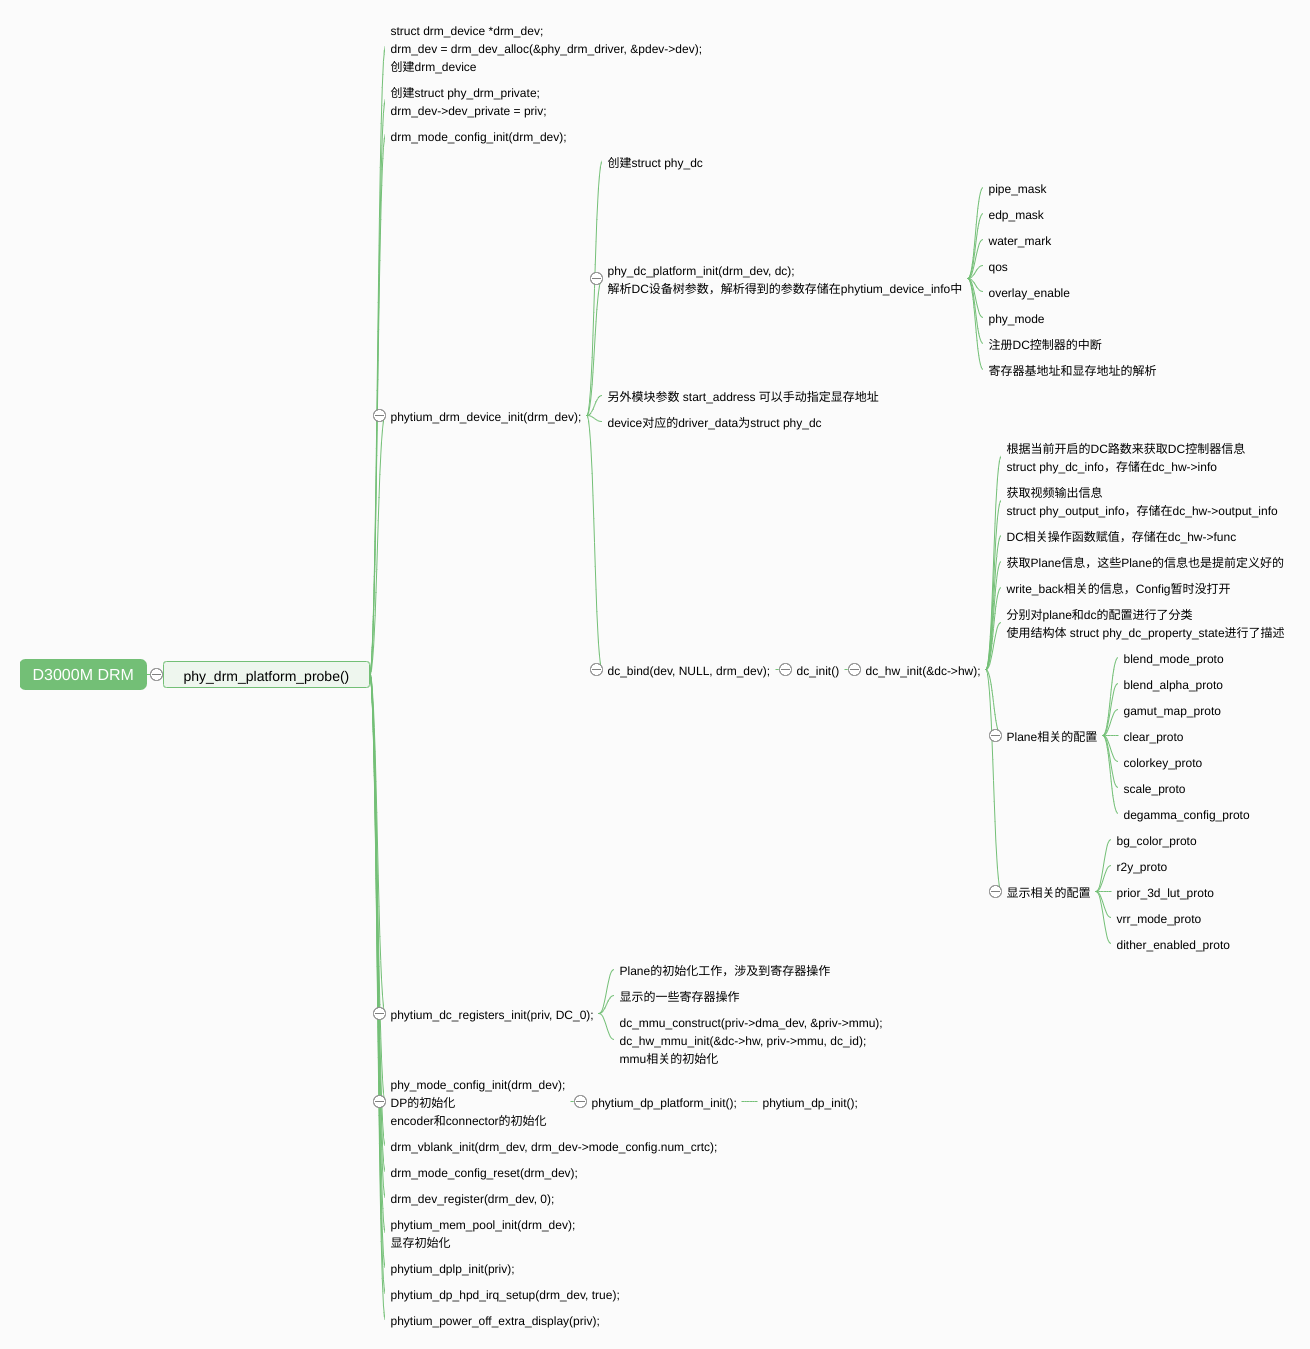 D3000M DRM
phy_drm_platform_probe()
struct drm_device *drm_dev;
drm_dev = drm_dev_alloc(&phy_drm_driver, &pdev->dev);
创建drm_device
创建struct phy_drm_private;
drm_dev->dev_private = priv;
drm_mode_config_init(drm_dev);
phytium_drm_device_init(drm_dev);
创建struct phy_dc
phy_dc_platform_init(drm_dev, dc);
解析DC设备树参数，解析得到的参数存储在phytium_device_info中
pipe_mask
edp_mask
water_mark
qos
overlay_enable
phy_mode
注册DC控制器的中断
寄存器基地址和显存地址的解析
另外模块参数 start_address 可以手动指定显存地址
device对应的driver_data为struct phy_dc
dc_bind(dev, NULL, drm_dev);
dc_init()
dc_hw_init(&dc->hw);
根据当前开启的DC路数来获取DC控制器信息
struct phy_dc_info，存储在dc_hw->info
获取视频输出信息
struct phy_output_info，存储在dc_hw->output_info
DC相关操作函数赋值，存储在dc_hw->func
获取Plane信息，这些Plane的信息也是提前定义好的
write_back相关的信息，Config暂时没打开
分别对plane和dc的配置进行了分类
使用结构体 struct phy_dc_property_state进行了描述
Plane相关的配置
blend_mode_proto
blend_alpha_proto
gamut_map_proto
clear_proto
colorkey_proto
scale_proto
degamma_config_proto
显示相关的配置
bg_color_proto
r2y_proto
prior_3d_lut_proto
vrr_mode_proto
dither_enabled_proto
phytium_dc_registers_init(priv, DC_0);
Plane的初始化工作，涉及到寄存器操作
显示的一些寄存器操作
dc_mmu_construct(priv->dma_dev, &priv->mmu);
dc_hw_mmu_init(&dc->hw, priv->mmu, dc_id);
mmu相关的初始化
phy_mode_config_init(drm_dev);
DP的初始化
encoder和connector的初始化
phytium_dp_platform_init();
phytium_dp_init();
drm_vblank_init(drm_dev, drm_dev->mode_config.num_crtc);
drm_mode_config_reset(drm_dev);
drm_dev_register(drm_dev, 0);
phytium_mem_pool_init(drm_dev);
显存初始化
phytium_dplp_init(priv);
phytium_dp_hpd_irq_setup(drm_dev, true);
phytium_power_off_extra_display(priv);